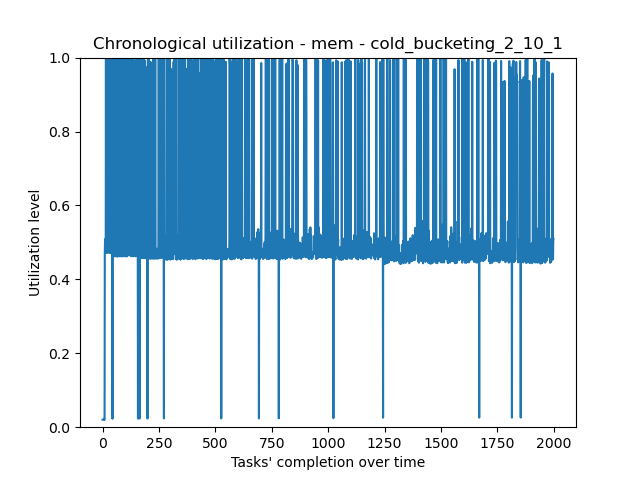 Chronological utilization - mem - cold_bucketing_2_10_1
1.0
0.8
0.6
0.4
0.2
0.0
Utilization level
0 250 500 750 1000 1250 1500 1750 2000
Tasks' completion over time